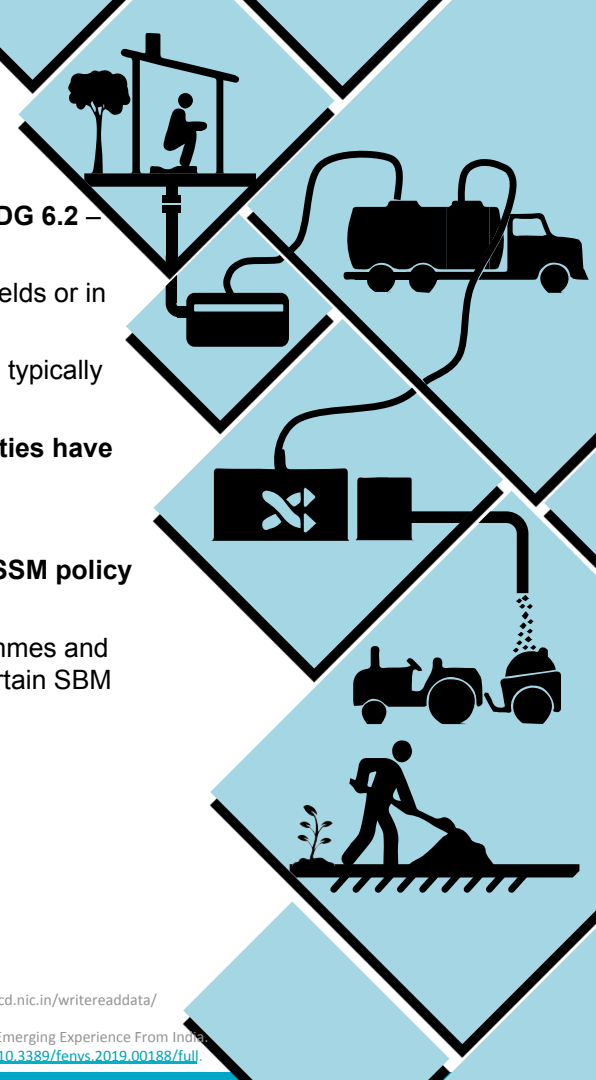 DG 6.2 –
elds or in
typically
ties have
SSM policy
mmes and
rtain SBM
cd.nic.in/writereaddata/
Emerging Experience From India.
10.3389/fenvs.2019.00188/full.